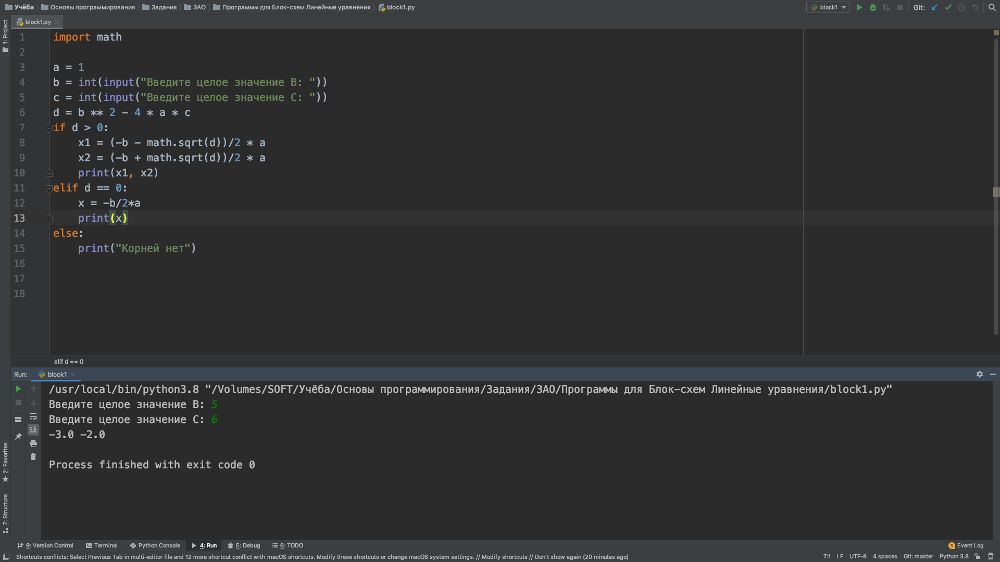 Учёба
Основы программирования
Задания
ЗАО
Программы для Блок-схем Линейные уравнения
block1.py
block1
Git:
block1.py
1: Project
1 import math
2
3 a = 1
4 b = int(input("Введите целое значение B: "))
5 c = int(input("Введите целое значение C: "))
6 d = b ** 2 - 4 * a * c
7 if d > 0:
8 x1 = (-b - math.sqrt(d))/2 * a
9 x2 = (-b + math.sqrt(d))/2 * a
10 print(x1, x2)
11 elif d == 0:
12 x = -b/2*a
13 print(x)
14 else:
15 print("Корней нет")
16
17
18
elif d == 0
Run:
block1
/usr/local/bin/python3.8 "/Volumes/SOFT/Учёба/Основы программирования/Задания/ЗАО/Программы для Блок-схем Линейные уравнения/block1.py"
Введите целое значение B: 5
Введите целое значение C: 6
-3.0 -2.0
Process finished with exit code 0
2: Favorites
7: Structure
9: Version Control
Terminal
Python Console
4: Run
5: Debug
6: TODO
1 Event Log
Shortcuts conflicts: Select Previous Tab in multi-editor file and 12 more shortcut conflict with macOS shortcuts. Modify these shortcuts or change macOS system settings. // Modify shortcuts // Don't show again (20 minutes ago)
7:1 LF UTF-8 4 spaces Git: master Python 3.8